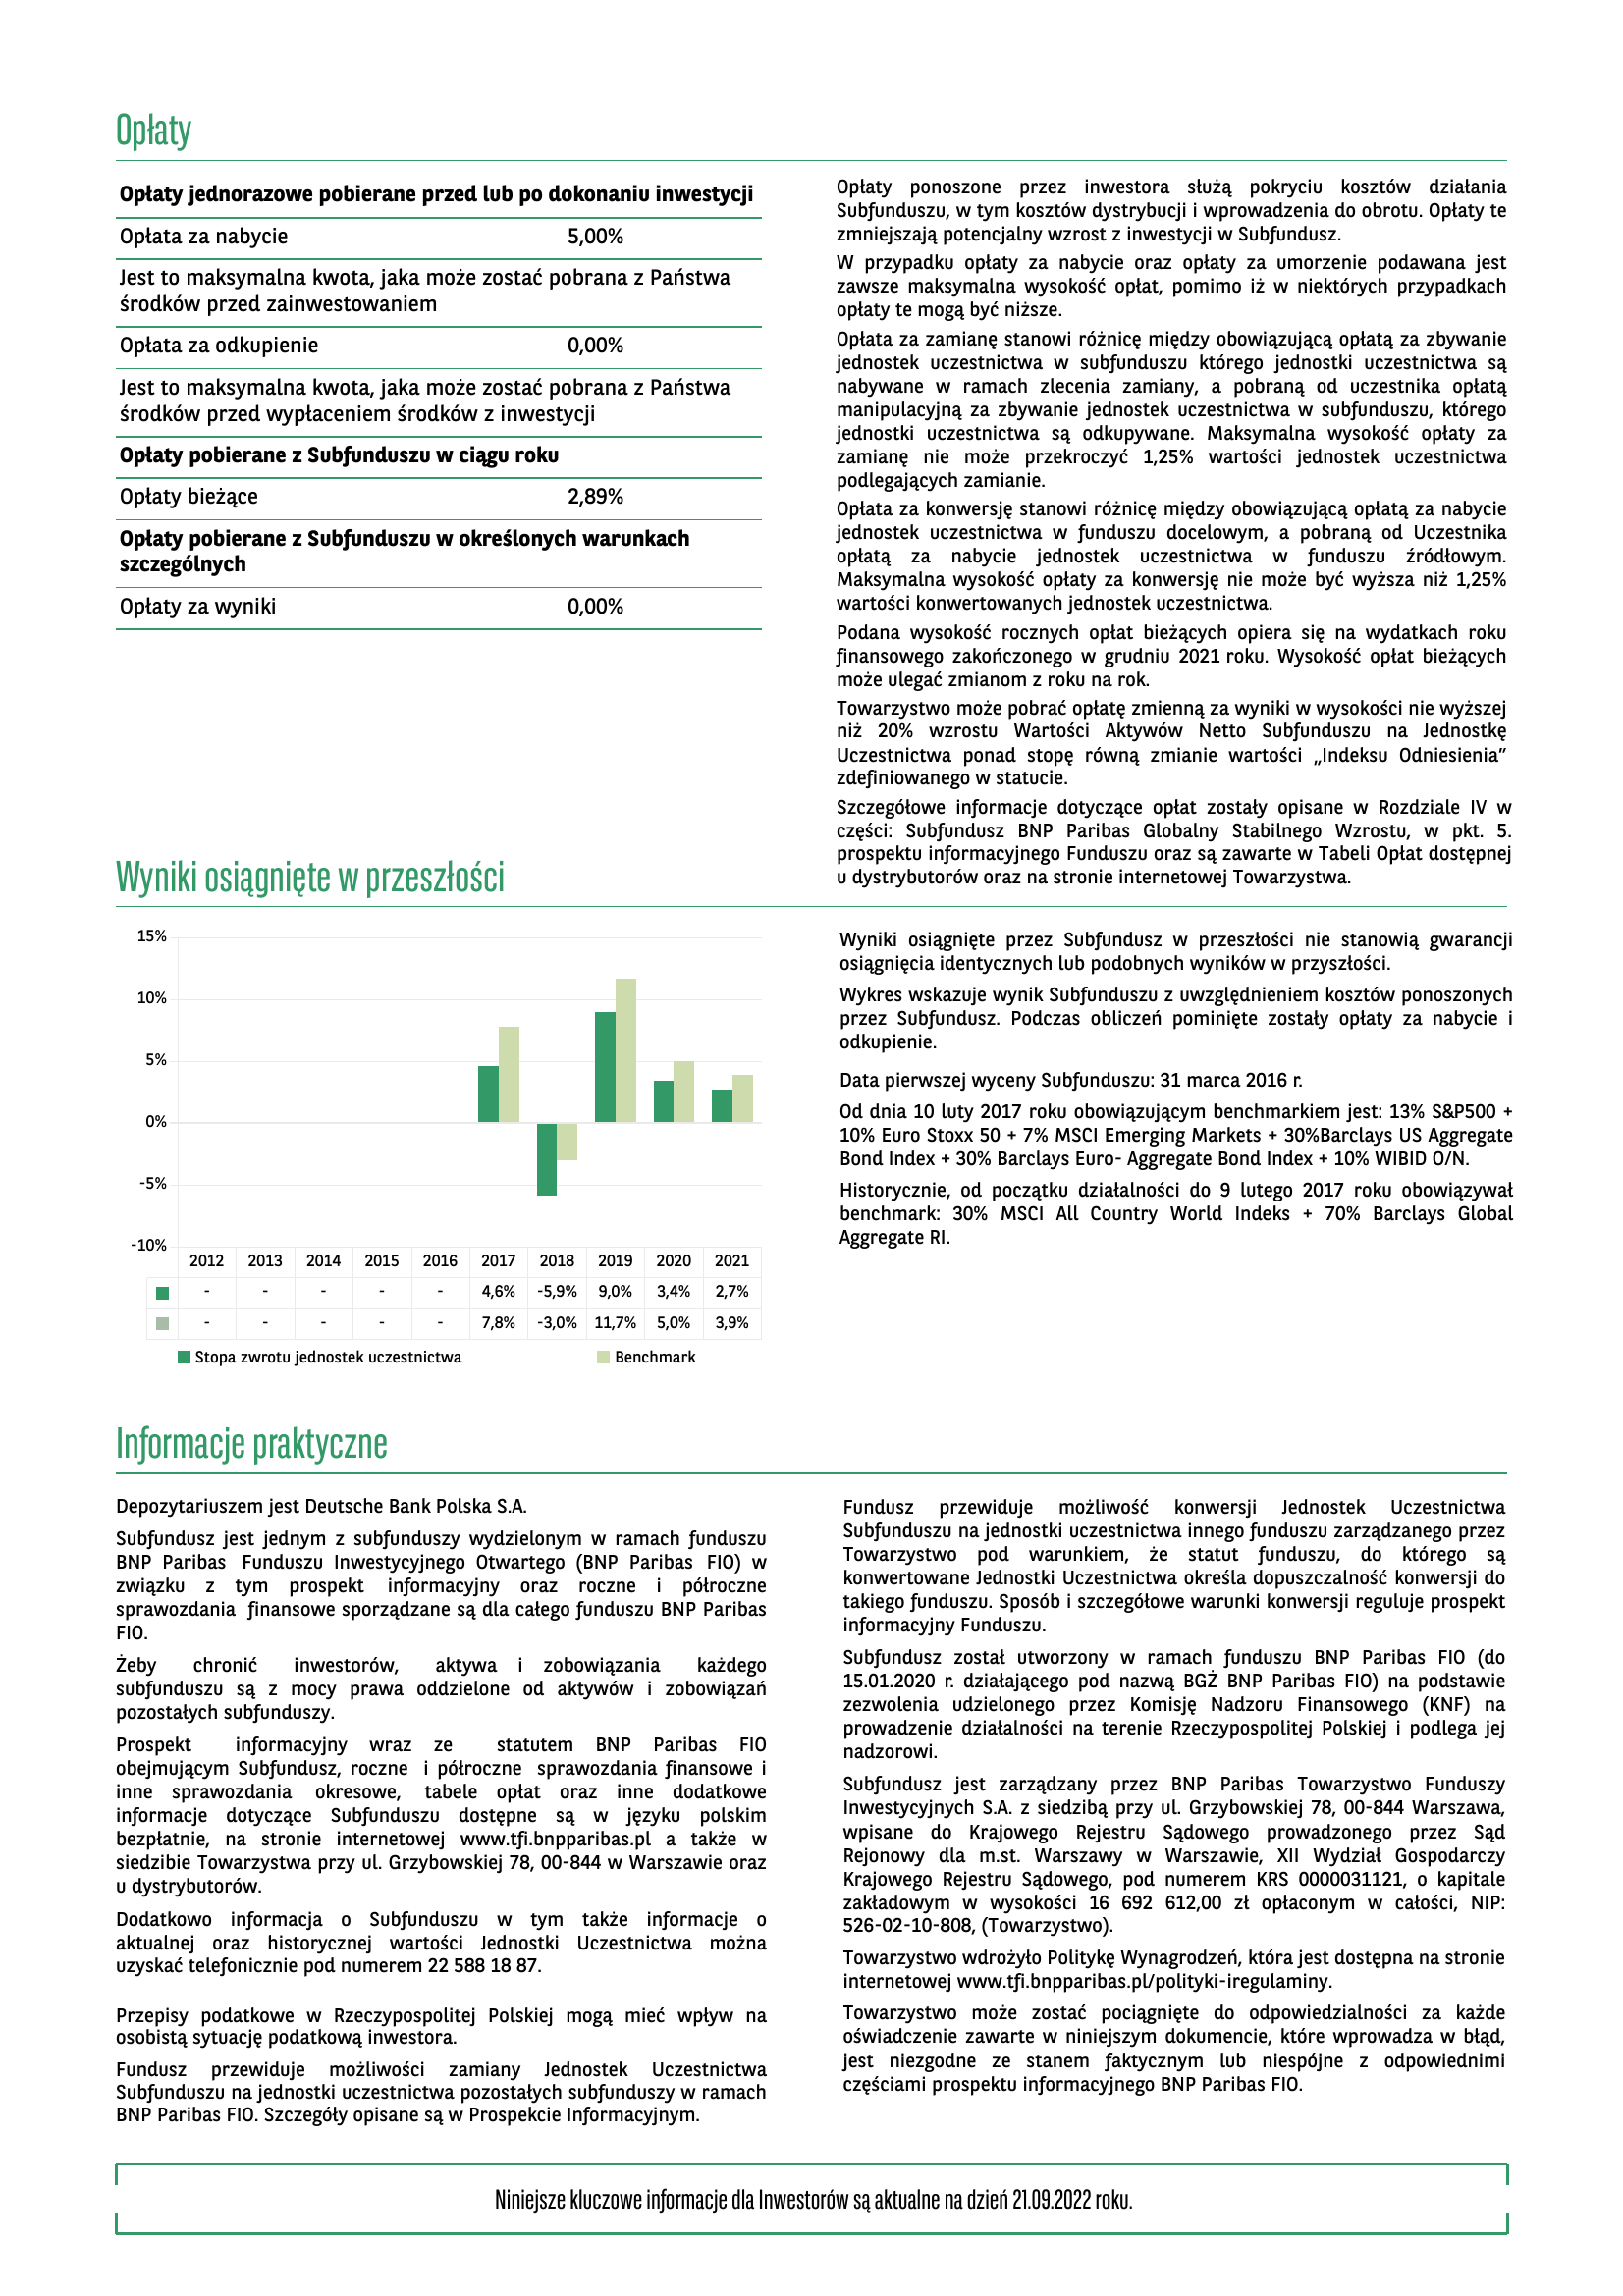 Opłaty
Opłaty jednorazowe pobierane przed lub po dokonaniu inwestycji
Opłata za nabycie 5,00%
Jest to maksymalna kwota, jaka może zostać pobrana z Państwa
środków przed zainwestowaniem
Opłata za odkupienie 0,00%
Jest to maksymalna kwota, jaka może zostać pobrana z Państwa
środków przed wypłaceniem środków z inwestycji
Opłaty pobierane z Subfunduszu w ciągu roku
Opłaty bieżące 2,89%
Opłaty pobierane z Subfunduszu w określonych warunkach
szczególnych
Opłaty za wyniki 0,00%
Opłaty ponoszone przez inwestora służą pokryciu kosztów działania
Subfunduszu, w tym kosztów dystrybucji i wprowadzenia do obrotu. Opłaty te
zmniejszają potencjalny wzrost z inwestycji w Subfundusz.
W przypadku opłaty za nabycie oraz opłaty za umorzenie podawana jest
zawsze maksymalna wysokość opłat, pomimo iż w niektórych przypadkach
opłaty te mogą być niższe.
Opłata za zamianę stanowi różnicę między obowiązującą opłatą za zbywanie
jednostek uczestnictwa w subfunduszu którego jednostki uczestnictwa są
nabywane w ramach zlecenia zamiany, a pobraną od uczestnika opłatą
manipulacyjną za zbywanie jednostek uczestnictwa w subfunduszu, którego
jednostki uczestnictwa są odkupywane. Maksymalna wysokość opłaty za
zamianę nie może przekroczyć 1,25% wartości jednostek uczestnictwa
podlegających zamianie.
Opłata za konwersję stanowi różnicę między obowiązującą opłatą za nabycie
jednostek uczestnictwa w funduszu docelowym, a pobraną od Uczestnika
opłatą za nabycie jednostek uczestnictwa w funduszu źródłowym.
Maksymalna wysokość opłaty za konwersję nie może być wyższa niż 1,25%
wartości konwertowanych jednostek uczestnictwa.
Podana wysokość rocznych opłat bieżących opiera się na wydatkach roku
finansowego zakończonego w grudniu 2021 roku. Wysokość opłat bieżących
może ulegać zmianom z roku na rok.
Towarzystwo może pobrać opłatę zmienną za wyniki w wysokości nie wyższej
niż 20% wzrostu Wartości Aktywów Netto Subfunduszu na Jednostkę
Uczestnictwa ponad stopę równą zmianie wartości „Indeksu Odniesienia”
zdefiniowanego w statucie.
Szczegółowe informacje dotyczące opłat zostały opisane w Rozdziale IV w
części: Subfundusz BNP Paribas Globalny Stabilnego Wzrostu, w pkt. 5.
prospektu informacyjnego Funduszu oraz są zawarte w Tabeli Opłat dostępnej
u dystrybutorów oraz na stronie internetowej Towarzystwa.
Wyniki osiągnięte w przeszłości
15%
10%
5%
0%
-5%
-10%
2012 2013 2014 2015 2016 2017 2018 2019 2020 2021
- - - - - 4,6% -5,9% 9,0% 3,4% 2,7%
- - - - - 7,8% -3,0% 11,7% 5,0% 3,9%
Stopa zwrotu jednostek uczestnictwa Benchmark
Wyniki osiągnięte przez Subfundusz w przeszłości nie stanowią gwarancji
osiągnięcia identycznych lub podobnych wyników w przyszłości.
Wykres wskazuje wynik Subfunduszu z uwzględnieniem kosztów ponoszonych
przez Subfundusz. Podczas obliczeń pominięte zostały opłaty za nabycie i
odkupienie.
Data pierwszej wyceny Subfunduszu: 31 marca 2016 r.
Od dnia 10 luty 2017 roku obowiązującym benchmarkiem jest: 13% S&P500 +
10% Euro Stoxx 50 + 7% MSCI Emerging Markets + 30%Barclays US Aggregate
Bond Index + 30% Barclays Euro- Aggregate Bond Index + 10% WIBID O/N.
Historycznie, od początku działalności do 9 lutego 2017 roku obowiązywał
benchmark: 30% MSCI All Country World Indeks + 70% Barclays Global
Aggregate RI.
Informacje praktyczne
Depozytariuszem jest Deutsche Bank Polska S.A.
Subfundusz jest jednym z subfunduszy wydzielonym w ramach funduszu
BNP Paribas Funduszu Inwestycyjnego Otwartego (BNP Paribas FIO) w
związku z tym prospekt informacyjny oraz roczne i półroczne
sprawozdania finansowe sporządzane są dla całego funduszu BNP Paribas
FIO.
Żeby chronić inwestorów, aktywa i zobowiązania każdego
subfunduszu są z mocy prawa oddzielone od aktywów i zobowiązań
pozostałych subfunduszy.
Prospekt informacyjny wraz ze statutem BNP Paribas FIO
obejmującym Subfundusz, roczne i półroczne sprawozdania finansowe i
inne sprawozdania okresowe, tabele opłat oraz inne dodatkowe
informacje dotyczące Subfunduszu dostępne są w języku polskim
bezpłatnie, na stronie internetowej www.tfi.bnpparibas.pl a także w
siedzibie Towarzystwa przy ul. Grzybowskiej 78, 00-844 w Warszawie oraz
u dystrybutorów.
Dodatkowo informacja o Subfunduszu w tym także informacje o
aktualnej oraz historycznej wartości Jednostki Uczestnictwa można
uzyskać telefonicznie pod numerem 22 588 18 87.
Przepisy podatkowe w Rzeczypospolitej Polskiej mogą mieć wpływ na
osobistą sytuację podatkową inwestora.
Fundusz przewiduje możliwości zamiany Jednostek Uczestnictwa
Subfunduszu na jednostki uczestnictwa pozostałych subfunduszy w ramach
BNP Paribas FIO. Szczegóły opisane są w Prospekcie Informacyjnym.
Fundusz przewiduje możliwość konwersji Jednostek Uczestnictwa
Subfunduszu na jednostki uczestnictwa innego funduszu zarządzanego przez
Towarzystwo pod warunkiem, że statut funduszu, do którego są
konwertowane Jednostki Uczestnictwa określa dopuszczalność konwersji do
takiego funduszu. Sposób i szczegółowe warunki konwersji reguluje prospekt
informacyjny Funduszu.
Subfundusz został utworzony w ramach funduszu BNP Paribas FIO (do
15.01.2020 r. działającego pod nazwą BGŻ BNP Paribas FIO) na podstawie
zezwolenia udzielonego przez Komisję Nadzoru Finansowego (KNF) na
prowadzenie działalności na terenie Rzeczypospolitej Polskiej i podlega jej
nadzorowi.
Subfundusz jest zarządzany przez BNP Paribas Towarzystwo Funduszy
Inwestycyjnych S.A. z siedzibą przy ul. Grzybowskiej 78, 00-844 Warszawa,
wpisane do Krajowego Rejestru Sądowego prowadzonego przez Sąd
Rejonowy dla m.st. Warszawy w Warszawie, XII Wydział Gospodarczy
Krajowego Rejestru Sądowego, pod numerem KRS 0000031121, o kapitale
zakładowym w wysokości 16 692 612,00 zł opłaconym w całości, NIP:
526-02-10-808, (Towarzystwo).
Towarzystwo wdrożyło Politykę Wynagrodzeń, która jest dostępna na stronie
internetowej www.tfi.bnpparibas.pl/polityki-iregulaminy.
Towarzystwo może zostać pociągnięte do odpowiedzialności za każde
oświadczenie zawarte w niniejszym dokumencie, które wprowadza w błąd,
jest niezgodne ze stanem faktycznym lub niespójne z odpowiednimi
częściami prospektu informacyjnego BNP Paribas FIO.
Niniejsze kluczowe informacje dla Inwestorów są aktualne na dzień 21.09.2022 roku.